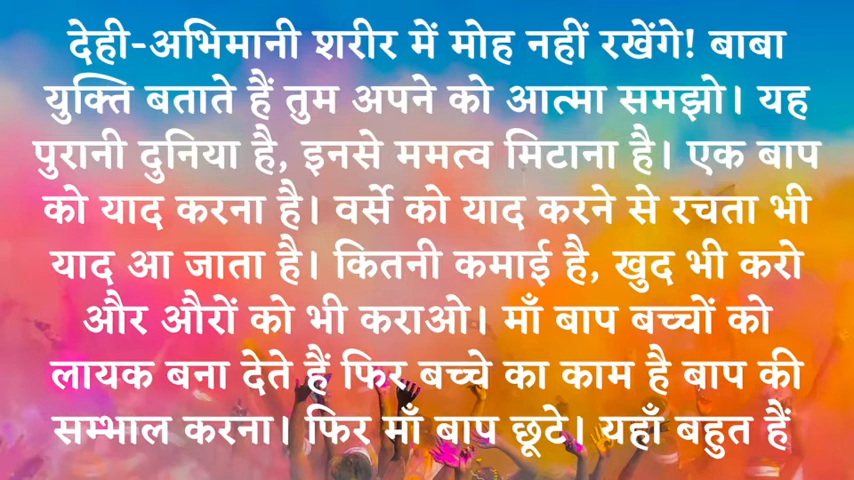 देही-अभिमानी शरीर में मोह नहीं रखेंगे! बाबा
युक्ति बताते हैं तुम अपने को आत्मा समझो। यह
पुरानी दुनिया है, इनसे ममत्व मिटाना है। एक बाप
को याद करना है। वर्से को याद करने से रचता भी
याद आ जाता है। कितनी कमाई है, खुद भी करो
और औरों को भी कराओ। माँ बाप बच्चों को
लायक बना देते हैं फिर बच्चे का काम है बाप की
सम्भाल करना। फिर माँ बाप छूटे। यहाँ बहुत हैं